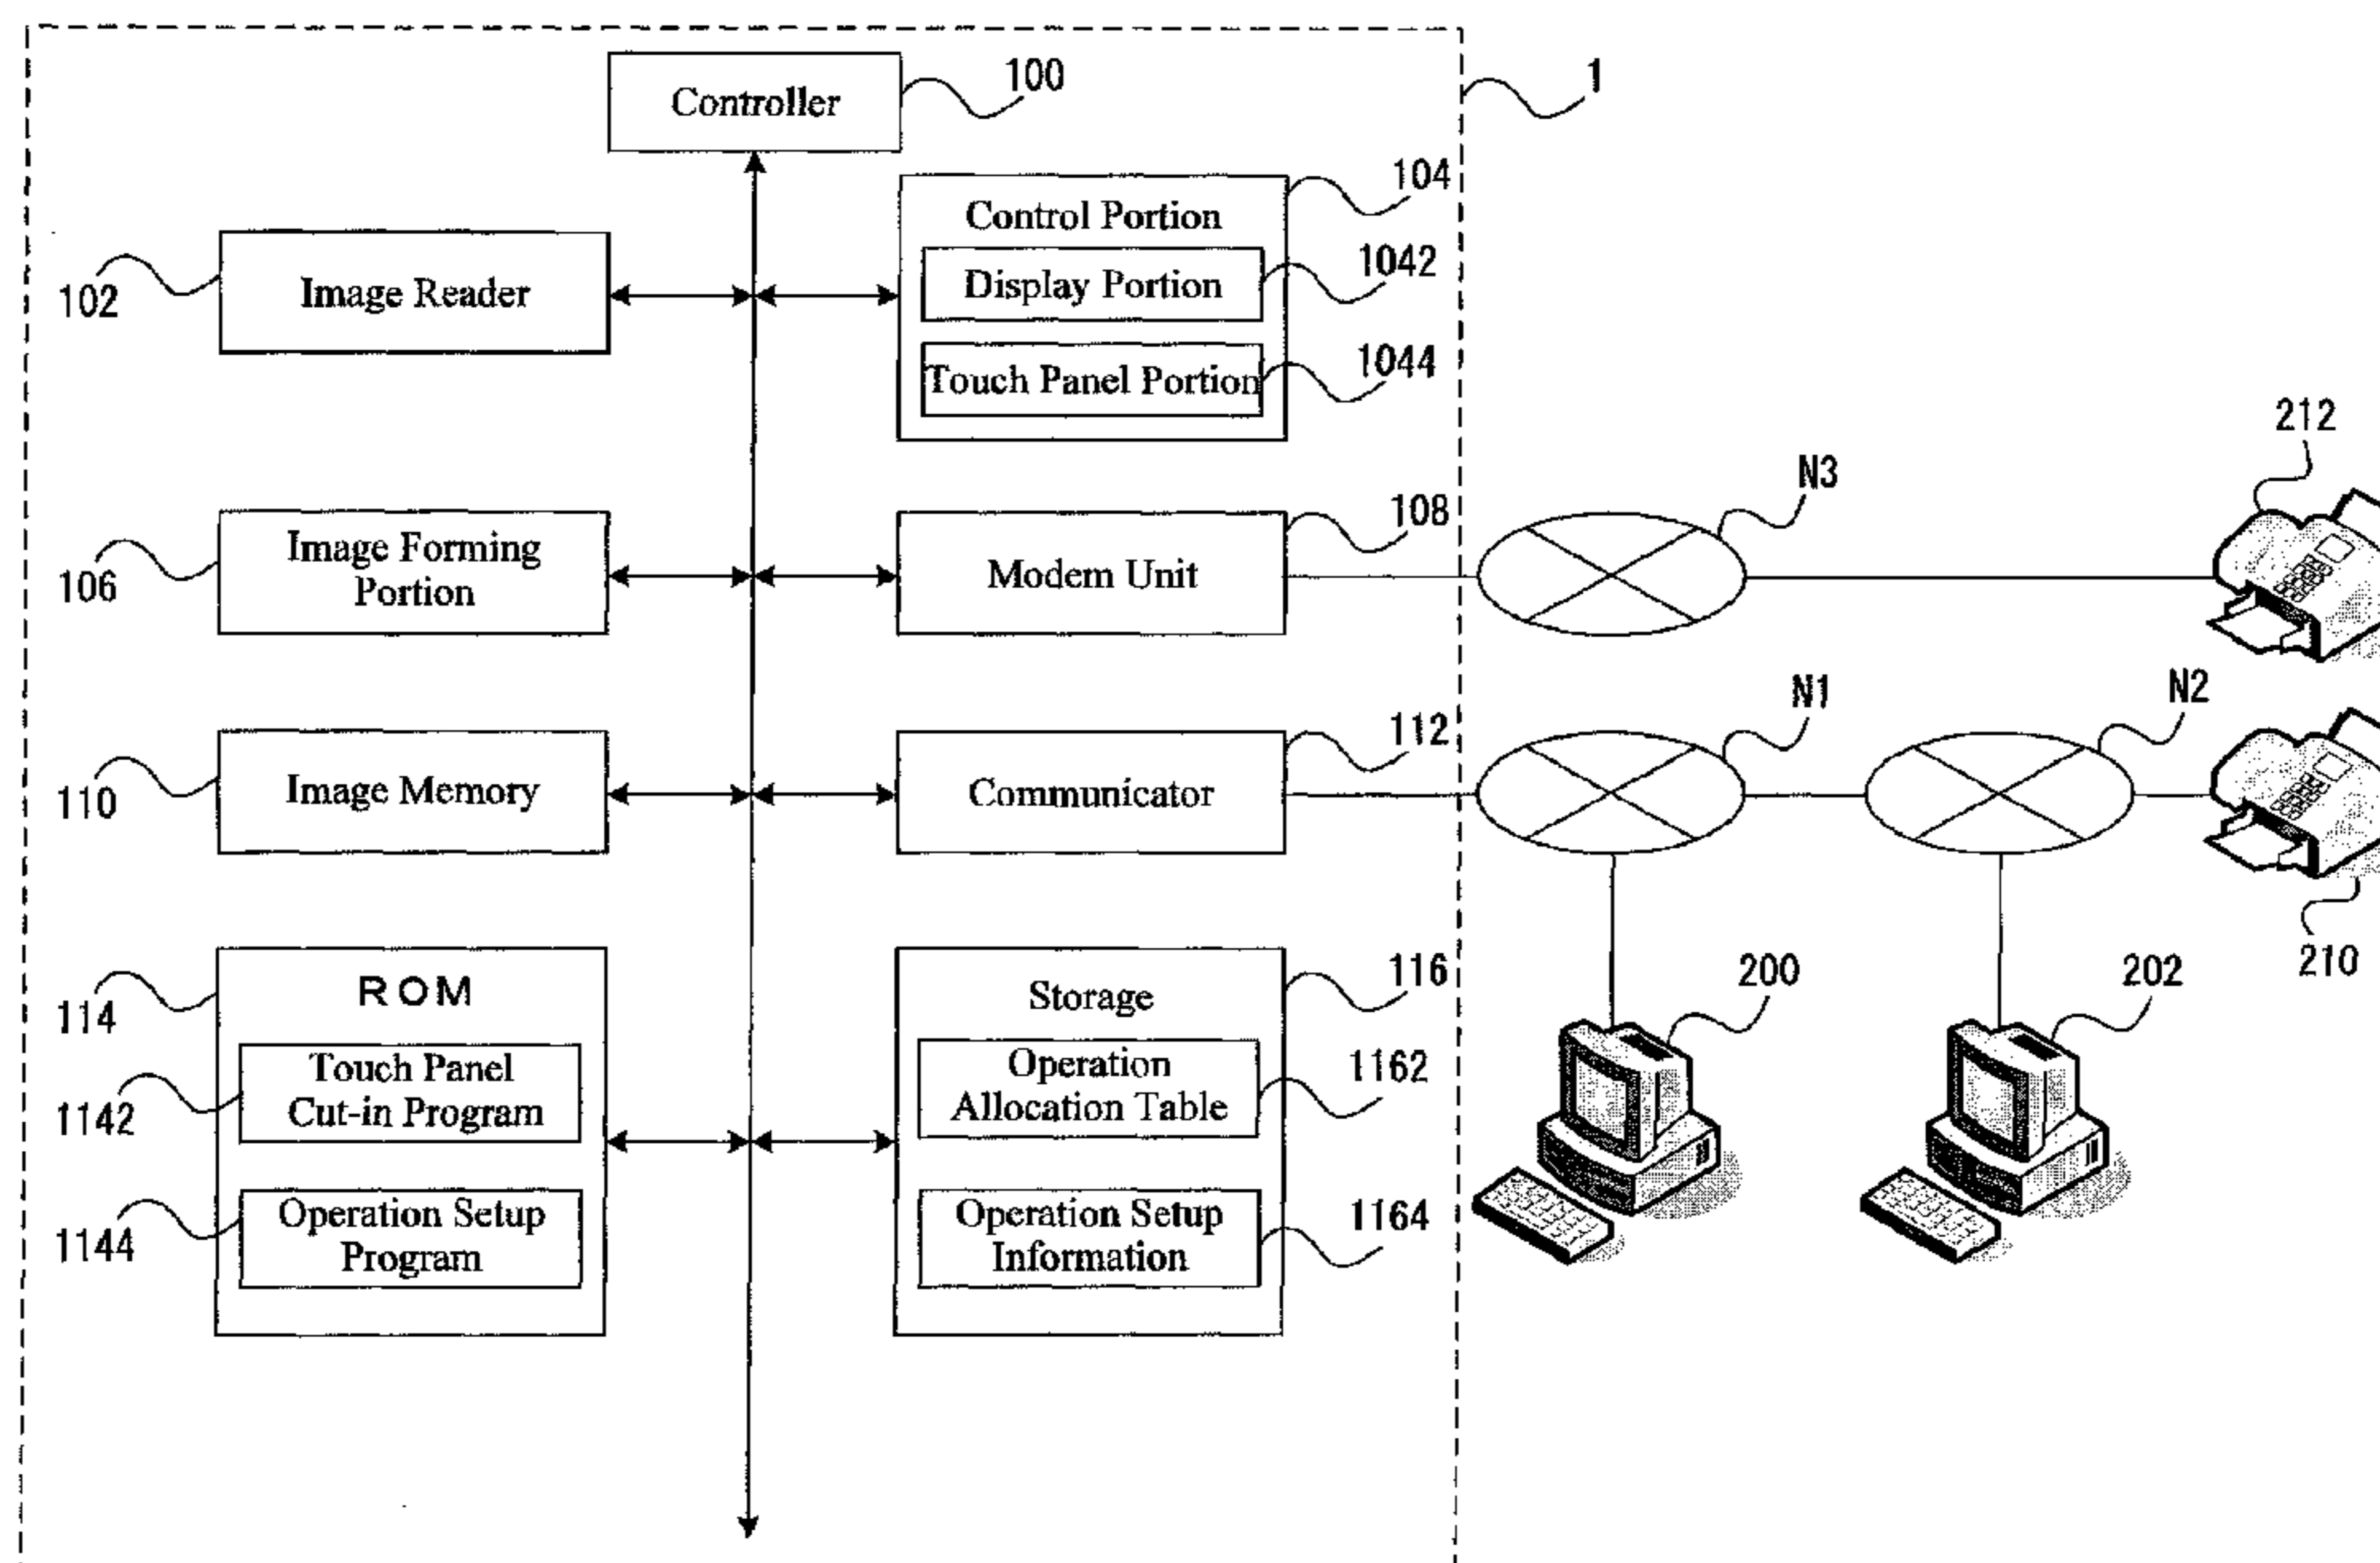 Controller
100
1
104
Control Portion
1042
Display Portion
102
Image Reader
1044
Touch Panel Portion
212
N3
108
106
Image Forming
Portion
Modem Unit
N1
N2
112
110
Image Memory
Communicator
210
114
ROM
116
Storage
200
202
1142
Touch Panel
Cut-in Program
1162
Operation
Allocation Table
1144
Operation Setup
Program
1164
Operation Setup
Information